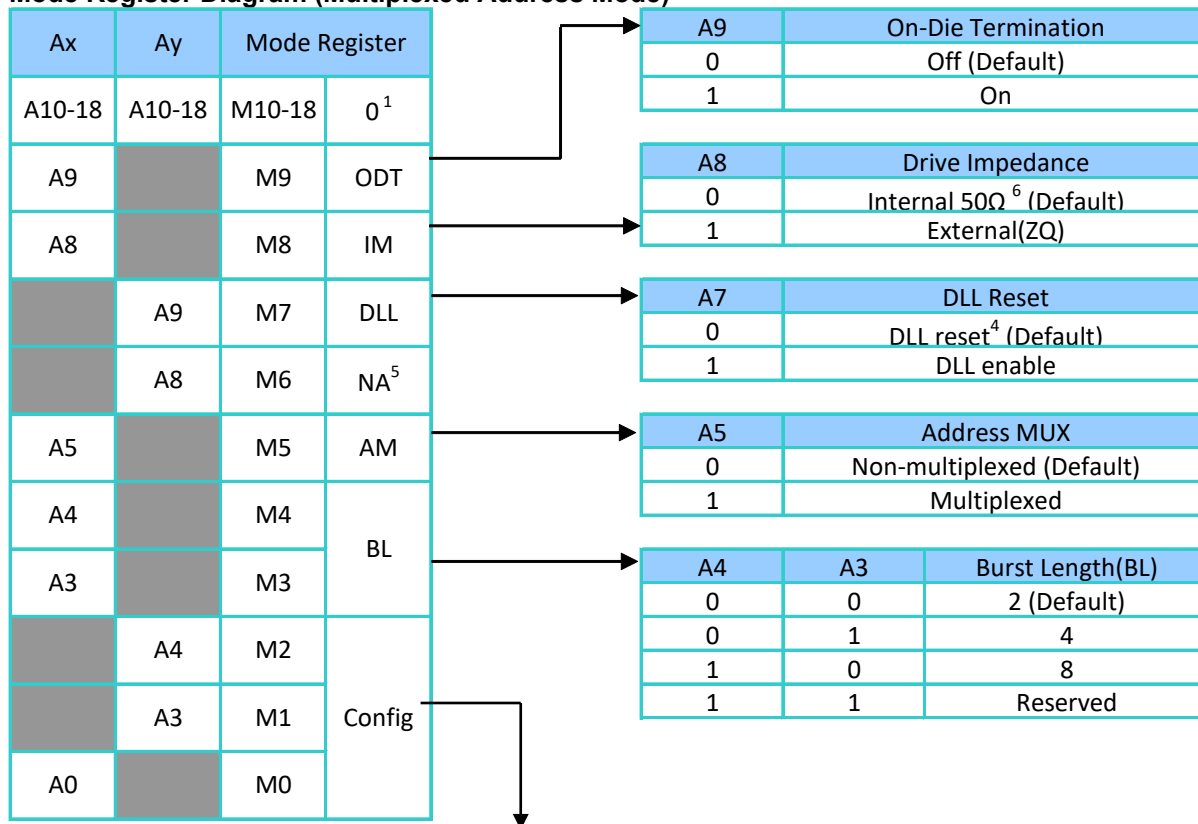 Mode Register Diagram (Multiplexed Address Mode)
Ax Ay Mode Register
A10-18 A10-18 M10-18 0¹
A9 M9 ODT
A8 M8 IM
A9 M7 DLL
A8 M6 NA⁵
A5 M5 AM
A4 M4
BL
A3 M3
A4 M2
A3 M1 Config
A0 M0
A9 On-Die Termination
0 Off (Default)
1 On
A8 Drive Impedance
0 Internal 50Ω ⁶ (Default)
1 External(ZQ)
A7 DLL Reset
0 DLL reset⁴ (Default)
1 DLL enable
A5 Address MUX
0 Non-multiplexed (Default)
1 Multiplexed
A4 A3 Burst Length(BL)
0 0 2 (Default)
0 1 4
1 0 8
1 1 Reserved